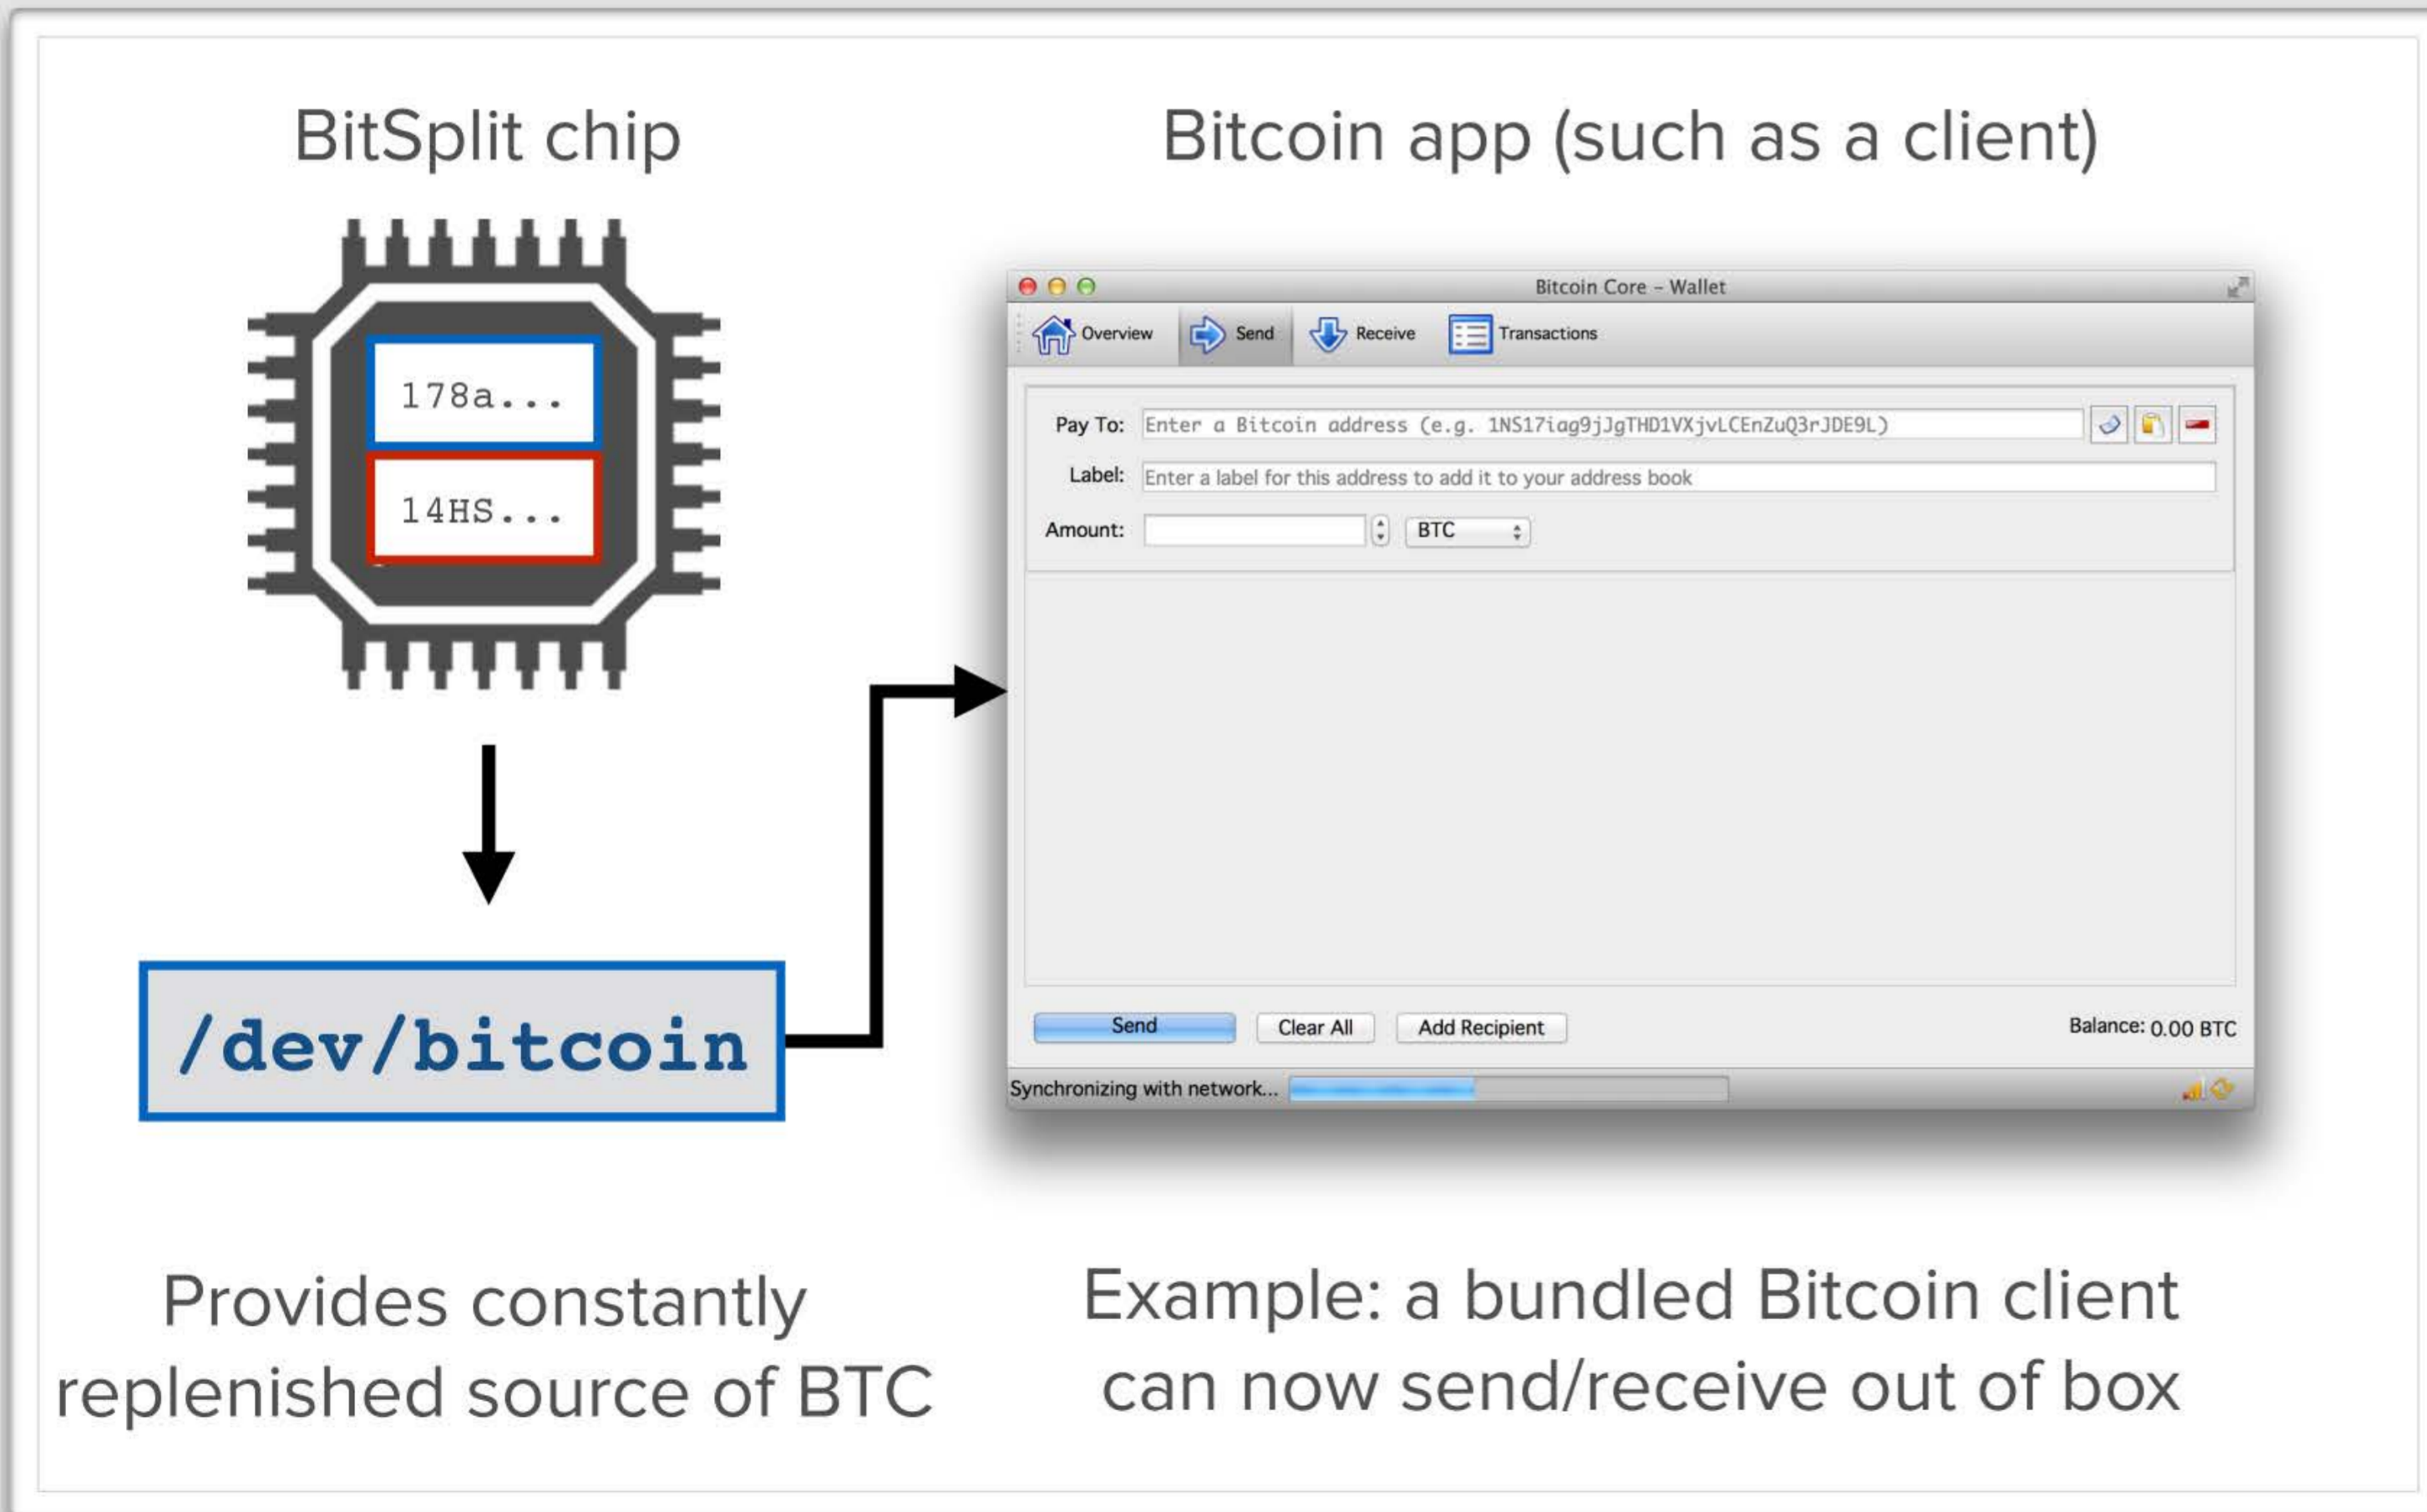 BitSplit chip
178a...
14HS...
/dev/bitcoin
Provides constantly
replenished source of BTC
Bitcoin app (such as a client)
Bitcoin Core - Wallet
Overview Send Receive Transactions
Pay To: Enter a Bitcoin address (e.g. 1NS17iag9jJgTHD1VXjvLCEnZuQ3rJDE9L)
Label: Enter a label for this address to add it to your address book
Amount: BTC
Send Clear All Add Recipient Balance: 0.00 BTC
Synchronizing with network...
Example: a bundled Bitcoin client
can now send/receive out of box